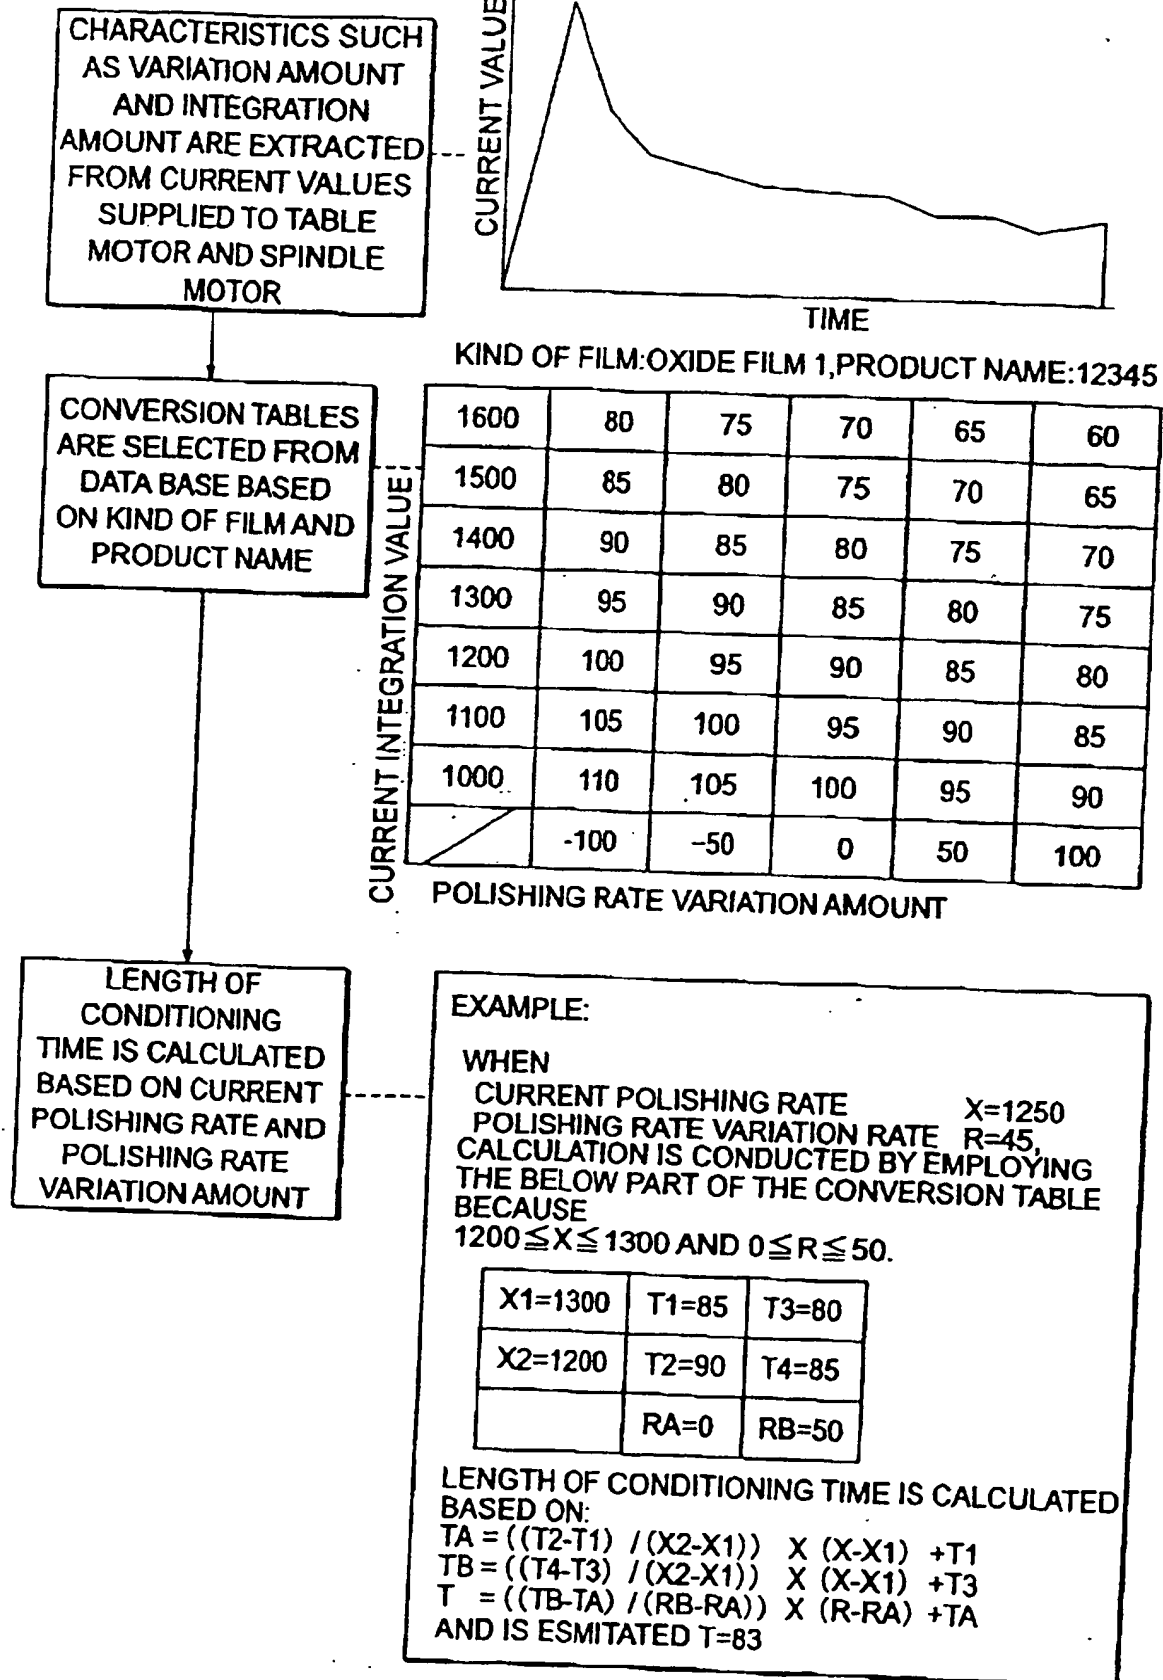 CHARACTERISTICS SUCH
AS VARIATION AMOUNT
AND INTEGRATION
AMOUNT ARE EXTRACTED
FROM CURRENT VALUES
SUPPLIED TO TABLE
MOTOR AND SPINDLE
MOTOR
CURRENT VALUE
TIME
CONVERSION TABLES
ARE SELECTED FROM
DATA BASE BASED
ON KIND OF FILM AND
PRODUCT NAME
KIND OF FILM:OXIDE FILM 1,PRODUCT NAME:12345
CURRENT INTEGRATION VALUE
1600 80 75 70 65 60
1500 85 80 75 70 65
1400 90 85 80 75 70
1300 95 90 85 80 75
1200 100 95 90 85 80
1100 105 100 95 90 85
1000 110 105 100 95 90
-100 -50 0 50 100
POLISHING RATE VARIATION AMOUNT
LENGTH OF
CONDITIONING
TIME IS CALCULATED
BASED ON CURRENT
POLISHING RATE AND
POLISHING RATE
VARIATION AMOUNT
EXAMPLE:
WHEN
CURRENT POLISHING RATE X=1250
POLISHING RATE VARIATION RATE R=45,
CALCULATION IS CONDUCTED BY EMPLOYING
THE BELOW PART OF THE CONVERSION TABLE
BECAUSE
1200≦X≦1300 AND 0≦R≦50.
X1=1300 T1=85 T3=80
X2=1200 T2=90 T4=85
RA=0 RB=50
LENGTH OF CONDITIONING TIME IS CALCULATED
BASED ON:
TA = ((T2-T1) / (X2-X1)) X (X-X1) +T1
TB = ((T4-T3) / (X2-X1)) X (X-X1) +T3
T = ((TB-TA) / (RB-RA)) X (R-RA) +TA
AND IS ESMITATED T=83